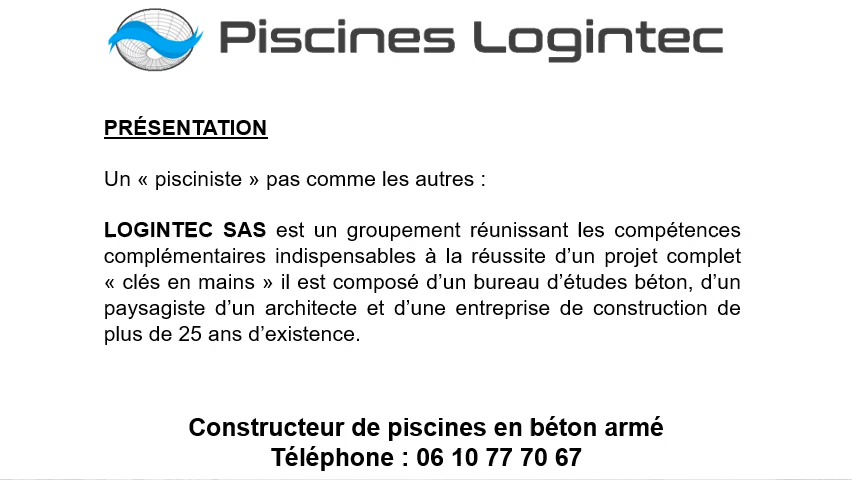 Piscines Logintec
PRÉSENTATION
Un « pisciniste » pas comme les autres :
LOGINTEC SAS est un groupement réunissant les compétences
complémentaires indispensables à la réussite d’un projet complet
« clés en mains » il est composé d’un bureau d’études béton, d’un
paysagiste d’un architecte et d’une entreprise de construction de
plus de 25 ans d’existence.
Constructeur de piscines en béton armé
Téléphone : 06 10 77 70 67